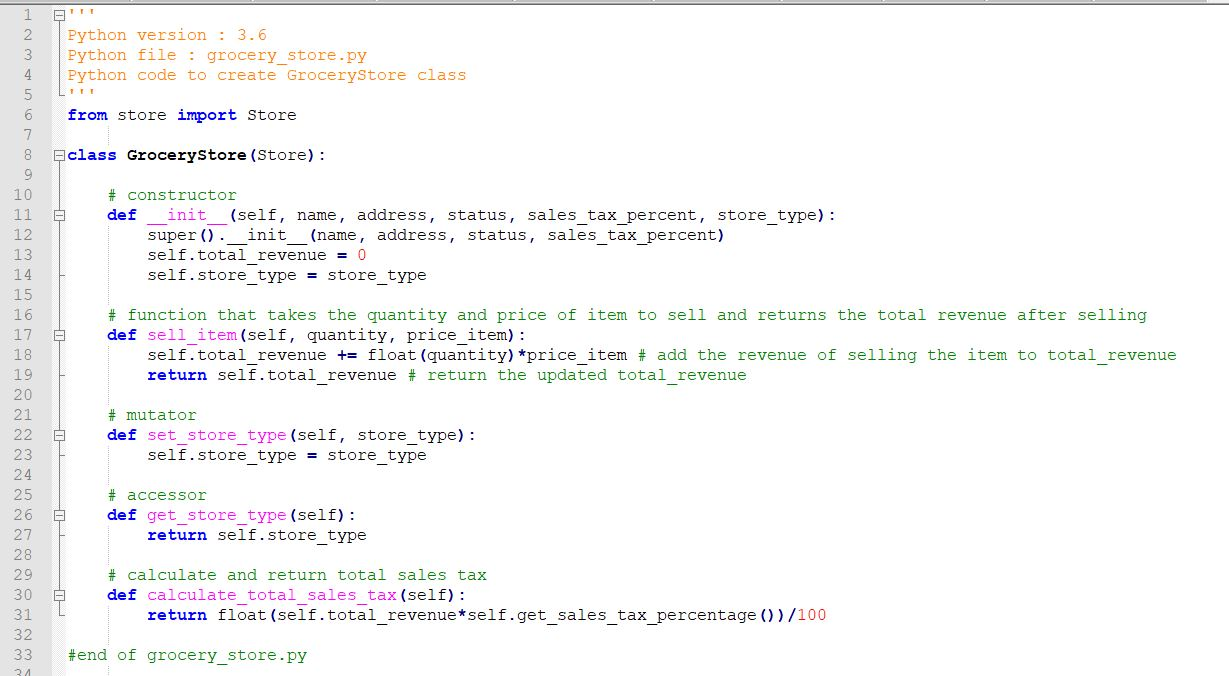 1 '''
2 Python version : 3.6
3 Python file : grocery_store.py
4 Python code to create GroceryStore class
5 '''
6 from store import Store
7
8 class GroceryStore(Store):
9
10     # constructor
11     def __init__(self, name, address, status, sales_tax_percent, store_type):
12         super().__init__(name, address, status, sales_tax_percent)
13         self.total_revenue = 0
14         self.store_type = store_type
15
16     # function that takes the quantity and price of item to sell and returns the total revenue after selling
17     def sell_item(self, quantity, price_item):
18         self.total_revenue += float(quantity)*price_item # add the revenue of selling the item to total_revenue
19         return self.total_revenue # return the updated total_revenue
20
21     # mutator
22     def set_store_type(self, store_type):
23         self.store_type = store_type
24
25     # accessor
26     def get_store_type(self):
27         return self.store_type
28
29     # calculate and return total sales tax
30     def calculate_total_sales_tax(self):
31         return float(self.total_revenue*self.get_sales_tax_percentage())/100
32
33 #end of grocery_store.py
34